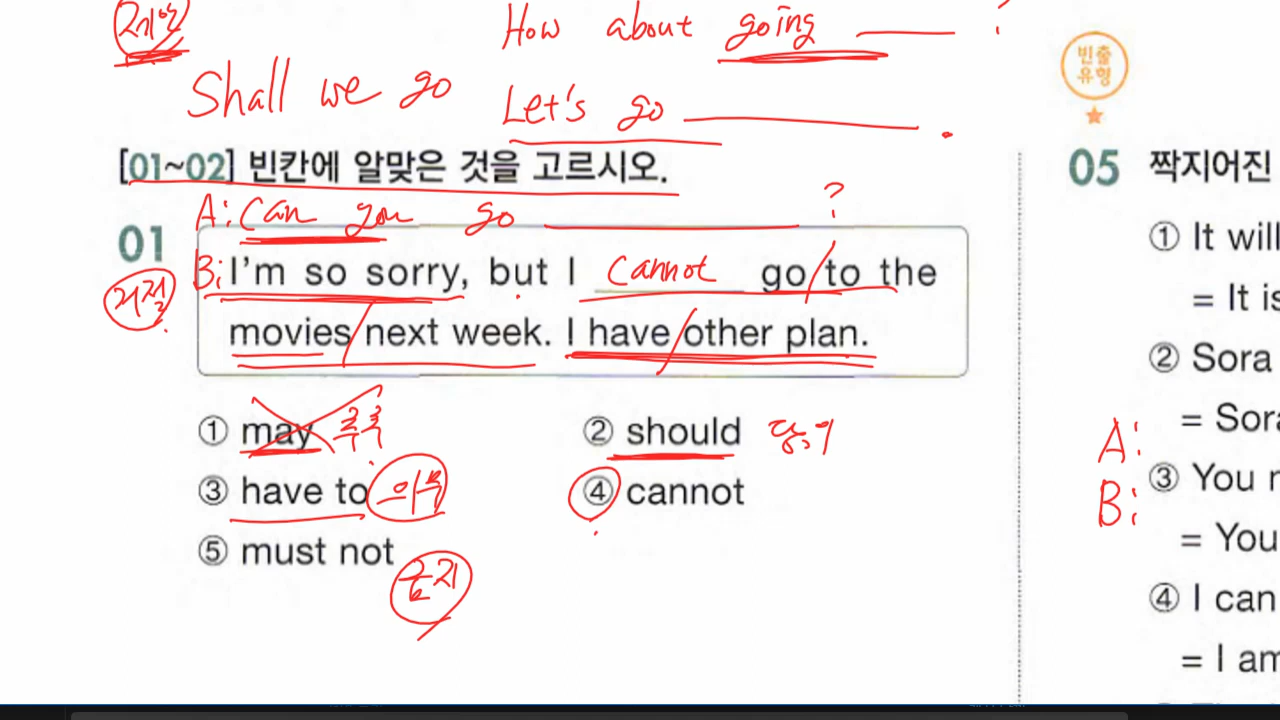 제안
How about going ?
Shall we go
Let's go .
빈출
유형
[01~02] 빈칸에 알맞은 것을 고르시오.
A: Can you go ?
01
B: I'm so sorry, but I cannot go/to the
거절
movies/next week. I have/other plan.
① may 추측
② should 충고
③ have to 의무
④ cannot
⑤ must not
금지
05 짝지어진
① It will
= It is
② Sora
= Sora
A:
③ You
B:
= You
④ I can
= I am